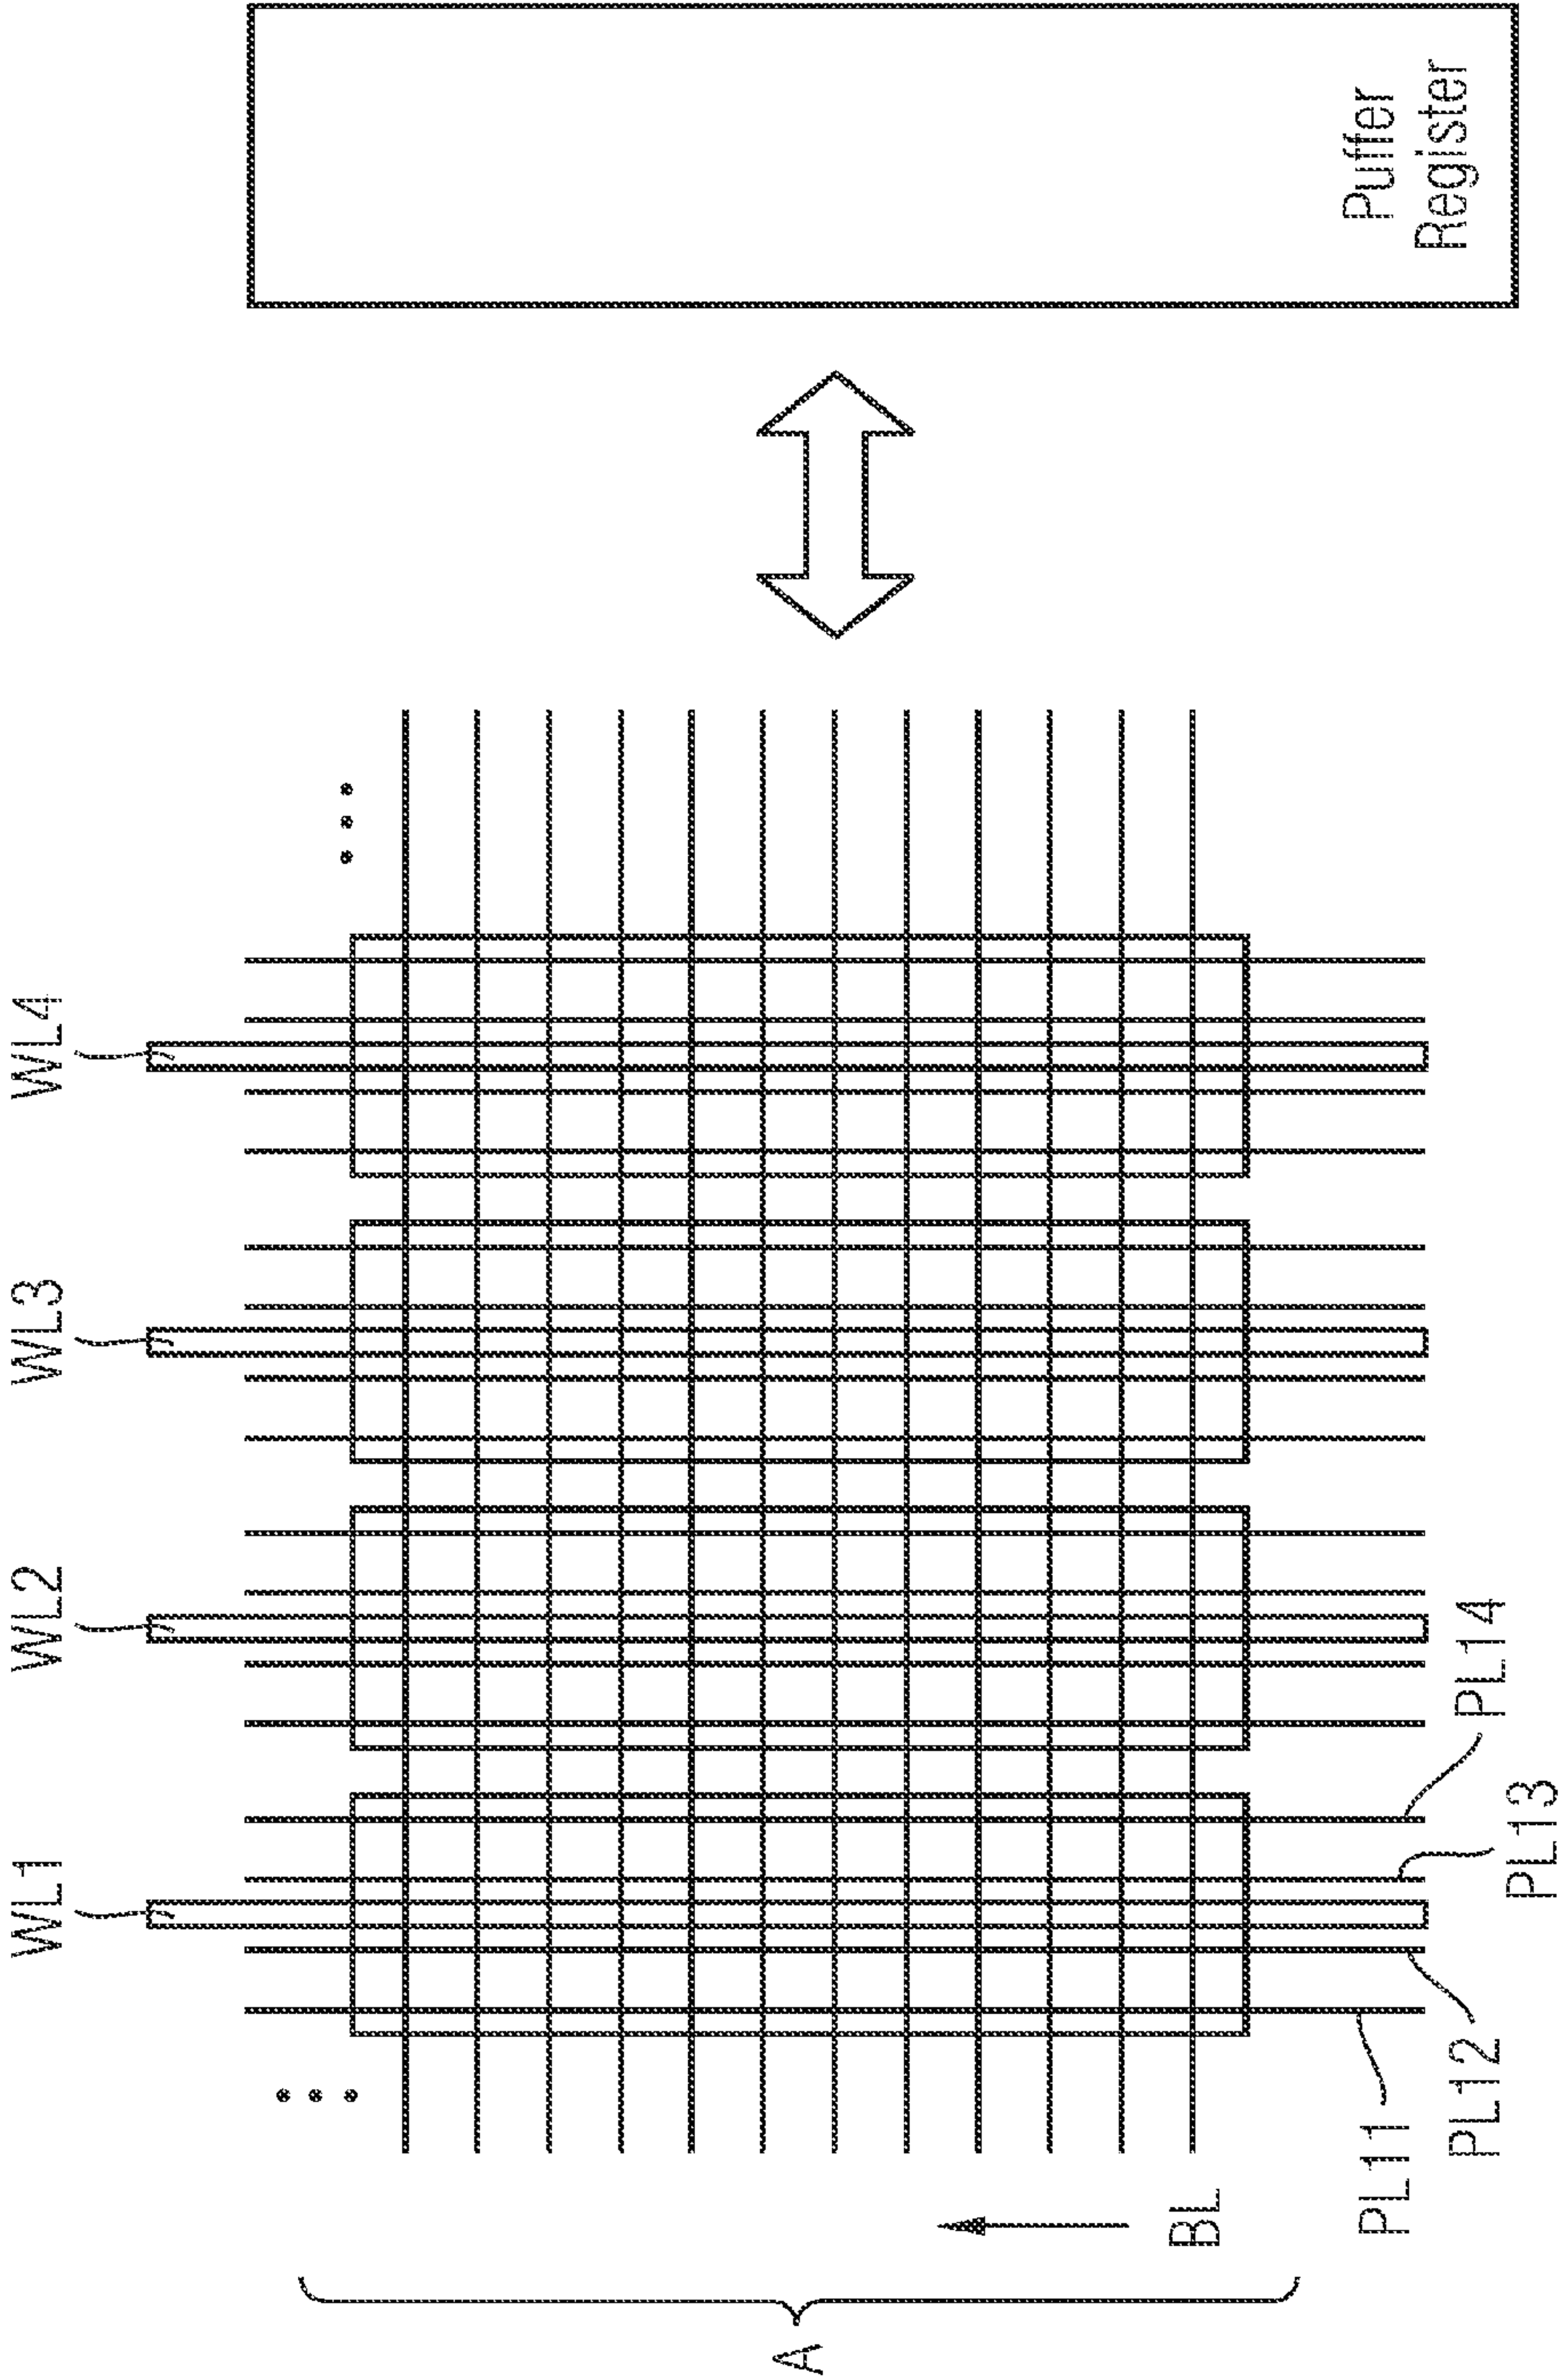 WL1
WL2
WL3
WL4
A
BL
PL11
PL12
PL13
PL14
Puffer
Register